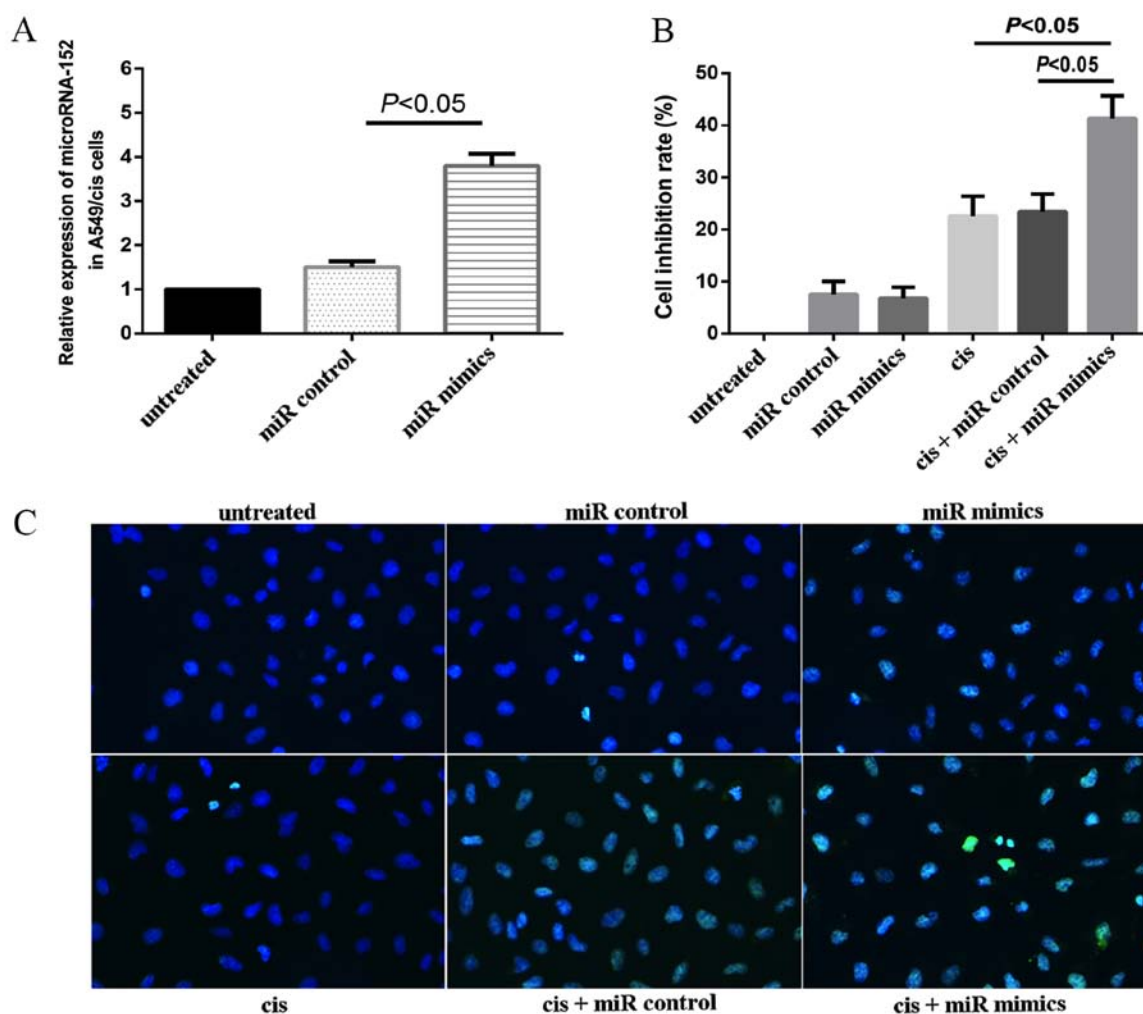 A
Relative expression of microRNA-152
in A549/cis cells
6
5
4
3
2
1
0
P<0.05
untreated
miR control
miR mimics
B
Cell inhibition rate (%)
50
40
30
20
10
0
P<0.05
P<0.05
untreated
miR control
miR mimics
cis
cis + miR control
cis + miR mimics
C
untreated
miR control
miR mimics
cis
cis + miR control
cis + miR mimics